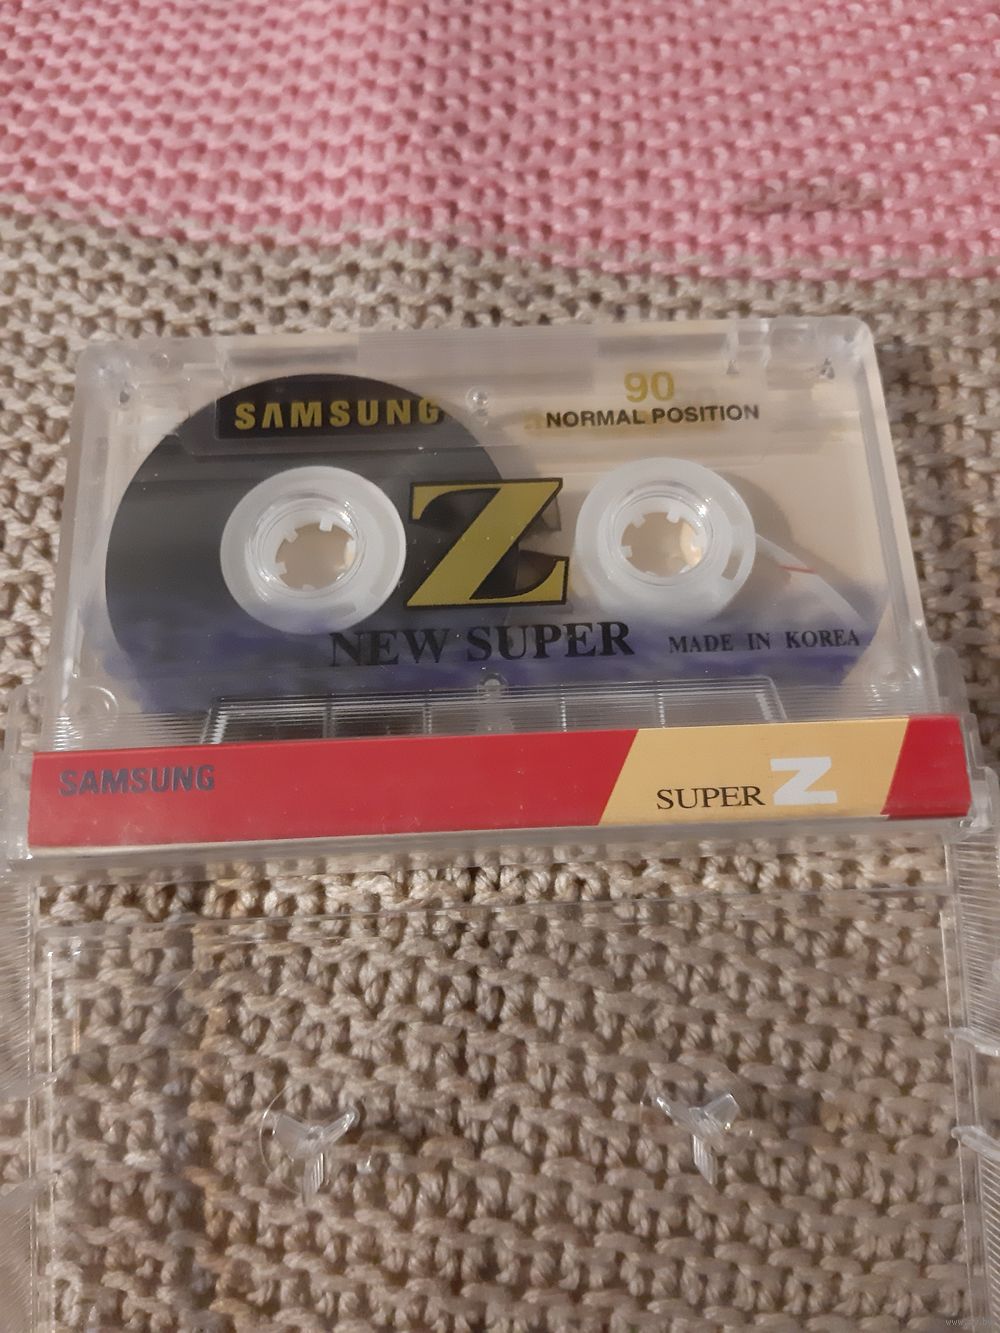 SAMSUNG
90
NORMAL POSITION
Z
NEW SUPER
MADE IN KOREA
SAMSUNG
SUPER Z